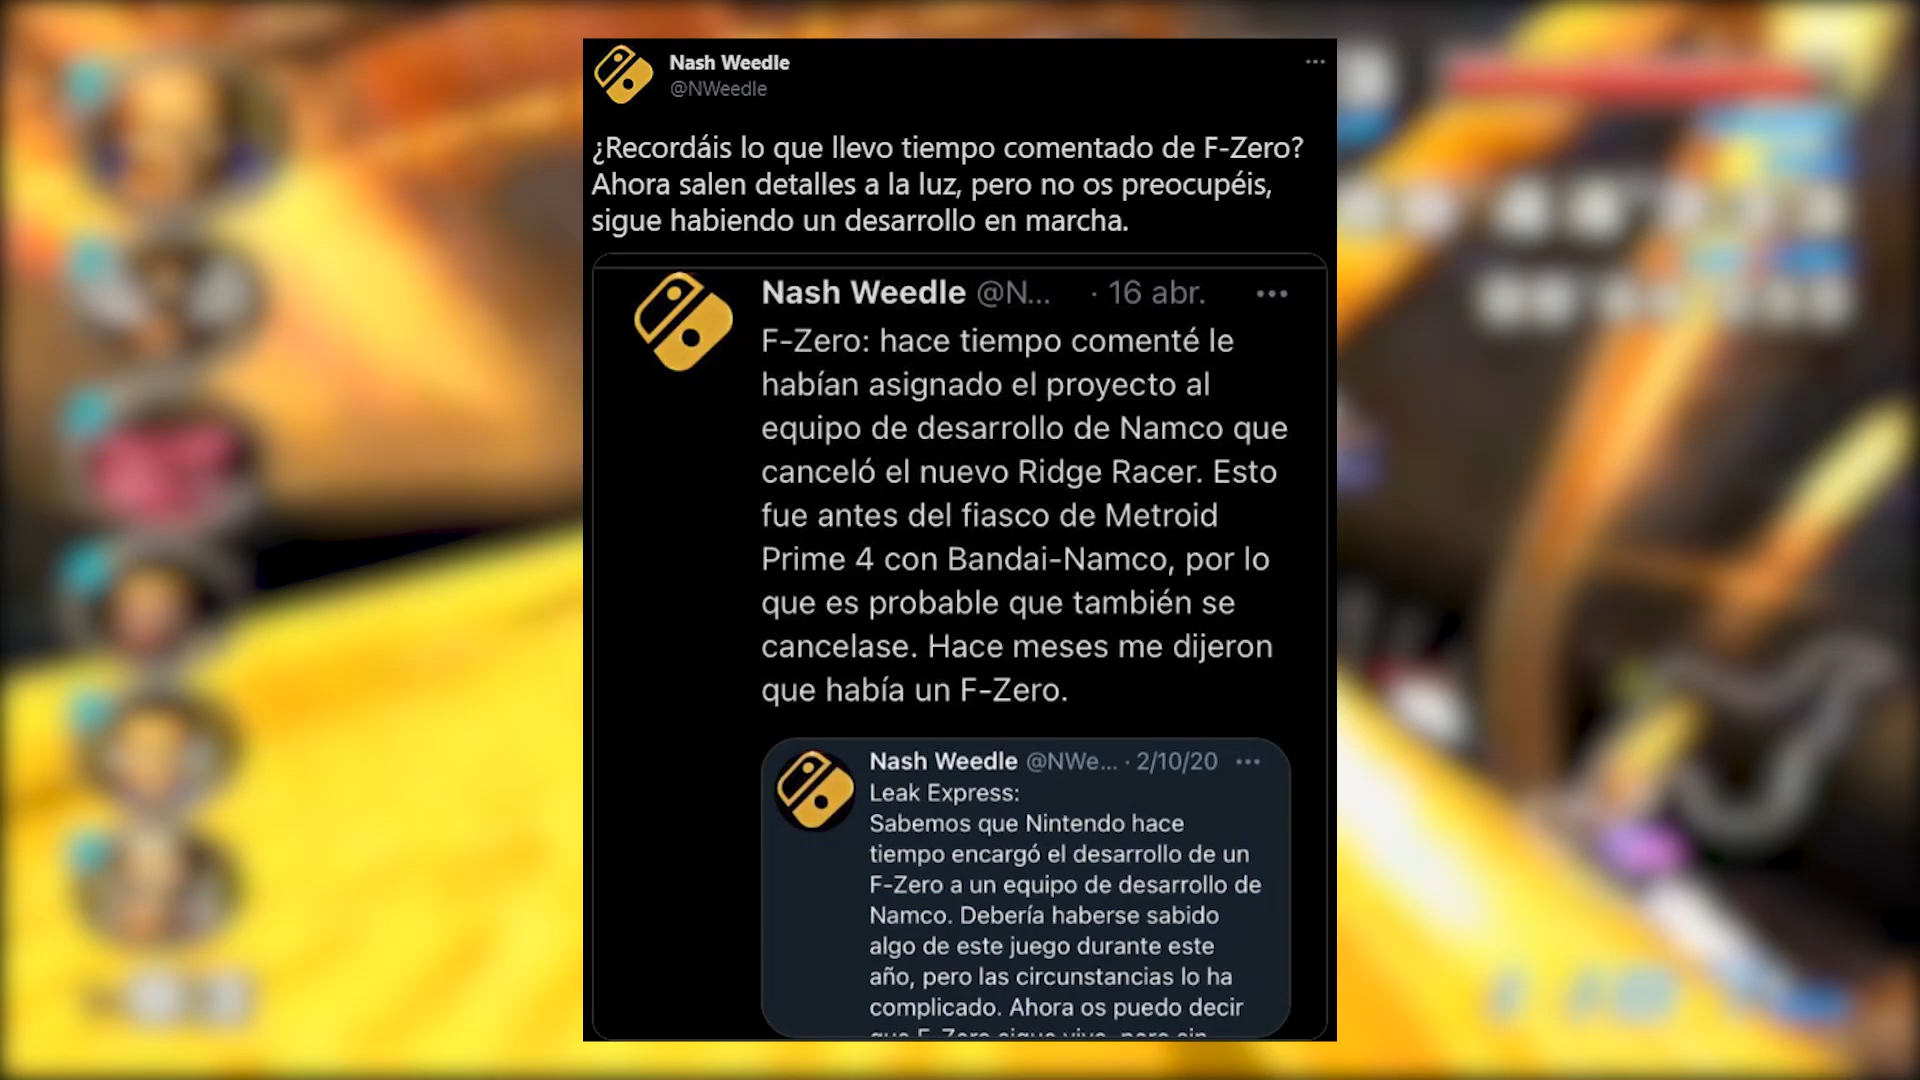 Nash Weedle
@NWeedle
¿Recordáis lo que llevo tiempo comentado de F-Zero?
Ahora salen detalles a la luz, pero no os preocupéis,
sigue habiendo un desarrollo en marcha.
Nash Weedle @N... · 16 abr.
F-Zero: hace tiempo comenté le
habían asignado el proyecto al
equipo de desarrollo de Namco que
canceló el nuevo Ridge Racer. Esto
fue antes del fiasco de Metroid
Prime 4 con Bandai-Namco, por lo
que es probable que también se
cancelase. Hace meses me dijeron
que había un F-Zero.
Nash Weedle @NWe... · 2/10/20
Leak Express:
Sabemos que Nintendo hace
tiempo encargó el desarrollo de un
F-Zero a un equipo de desarrollo de
Namco. Debería haberse sabido
algo de este juego durante este
año, pero las circunstancias lo ha
complicado. Ahora os puedo decir
que F-Zero sigue vivo, pero sin